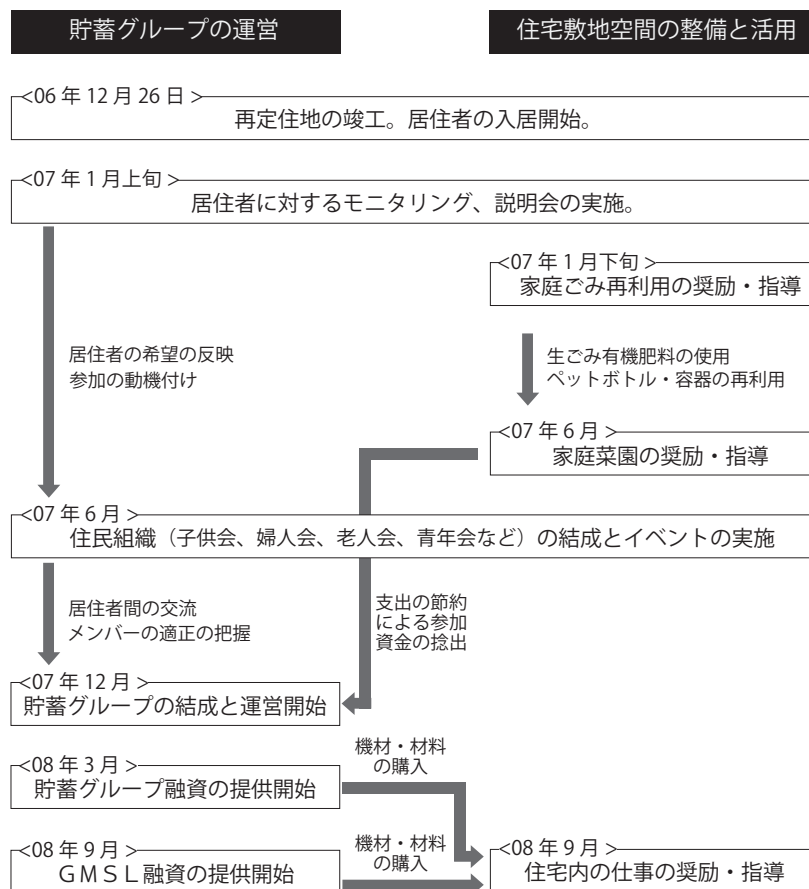 貯蓄グループの運営
住宅敷地空間の整備と活用
<06 年 12 月 26 日 >
再定住地の竣工。居住者の入居開始。
<07 年 1 月上旬 >
居住者に対するモニタリング、説明会の実施。
<07 年 1 月下旬 >
家庭ごみ再利用の奨励・指導
居住者の希望の反映
参加の動機付け
生ごみ有機肥料の使用
ペットボトル・容器の再利用
<07 年 6 月 >
家庭菜園の奨励・指導
<07 年 6 月 >
住民組織（子供会、婦人会、老人会、青年会など）の結成とイベントの実施
居住者間の交流
メンバーの適正の把握
支出の節約
による参加
資金の捻出
<07 年 12 月 >
貯蓄グループの結成と運営開始
<08 年 3 月 >
貯蓄グループ融資の提供開始
機材・材料
の購入
<08 年 9 月 >
ＧＭＳＬ融資の提供開始
機材・材料
の購入
<08 年 9 月 >
住宅内の仕事の奨励・指導